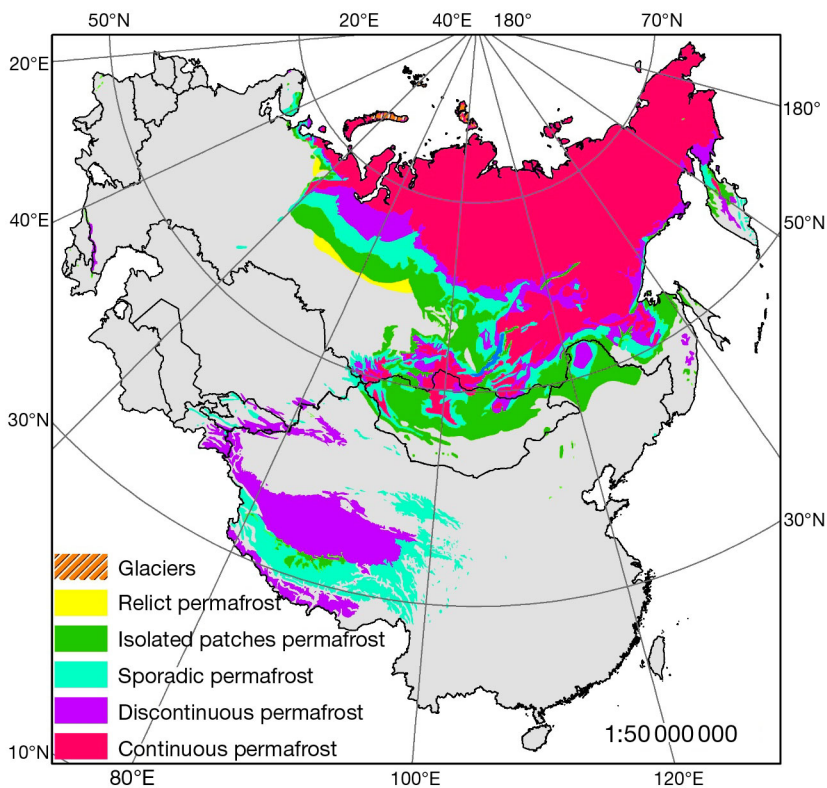 50°N
20°E
40°E
180°
70°N
20°E
180°
40°E
50°N
30°N
30°N
Glaciers
Relict permafrost
Isolated patches permafrost
Sporadic permafrost
Discontinuous permafrost
Continuous permafrost
1:50 000 000
10°N
80°E
100°E
120°E